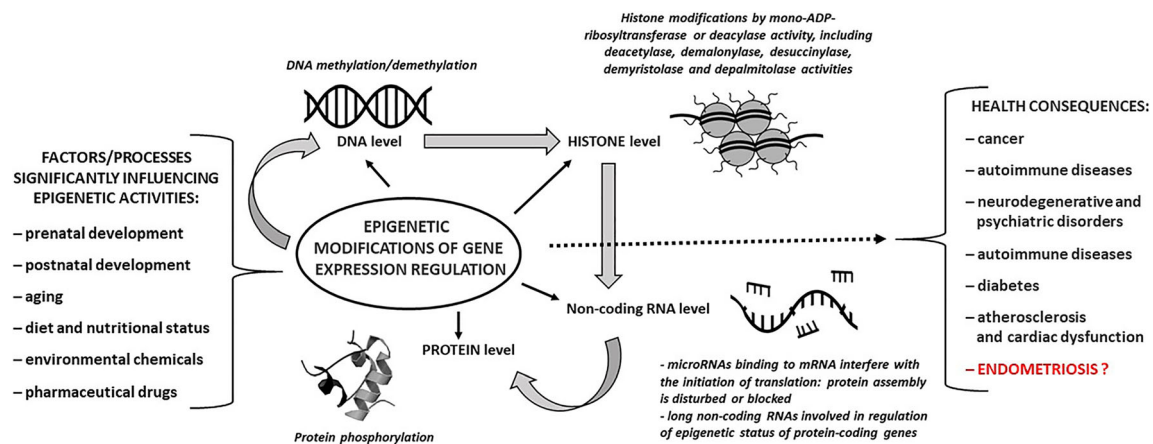 FACTORS/PROCESSES
SIGNIFICANTLY INFLUENCING
EPIGENETIC ACTIVITIES:
– prenatal development
– postnatal development
– aging
– diet and nutritional status
– environmental chemicals
– pharmaceutical drugs
DNA methylation/demethylation
DNA level
Histone modifications by mono-ADP-
ribosyltransferase or deacylase activity, including
deacetylase, demalonylase, desuccinylase,
demyristolase and depalmitolase activities
HISTONE level
EPIGENETIC
MODIFICATIONS OF GENE
EXPRESSION REGULATION
Non-coding RNA level
- microRNAs binding to mRNA interfere with
the initiation of translation: protein assembly
is disturbed or blocked
- long non-coding RNAs involved in regulation
of epigenetic status of protein-coding genes
PROTEIN level
Protein phosphorylation
HEALTH CONSEQUENCES:
– cancer
– autoimmune diseases
– neurodegenerative and
psychiatric disorders
– autoimmune diseases
– diabetes
– atherosclerosis
and cardiac dysfunction
– ENDOMETRIOSIS ?